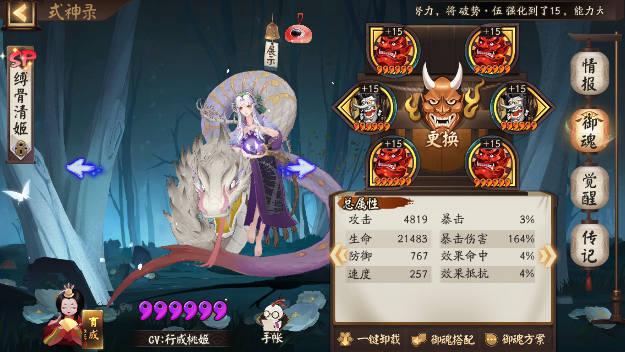 式神录
努力，将 破势·伍 强化到了15，能力大
SP
缚骨清姬
展示
+15
+15
+15
+15
更换
+15
+15
情报
御魂
觉醒
传记
总属性
攻击 4819 暴击 3%
生命 21483 暴击伤害 164%
防御 767 效果命中 4%
速度 257 效果抵抗 4%
999999
育成
CV:行成桃姬
手帐
一键卸载
御魂搭配
御魂方案